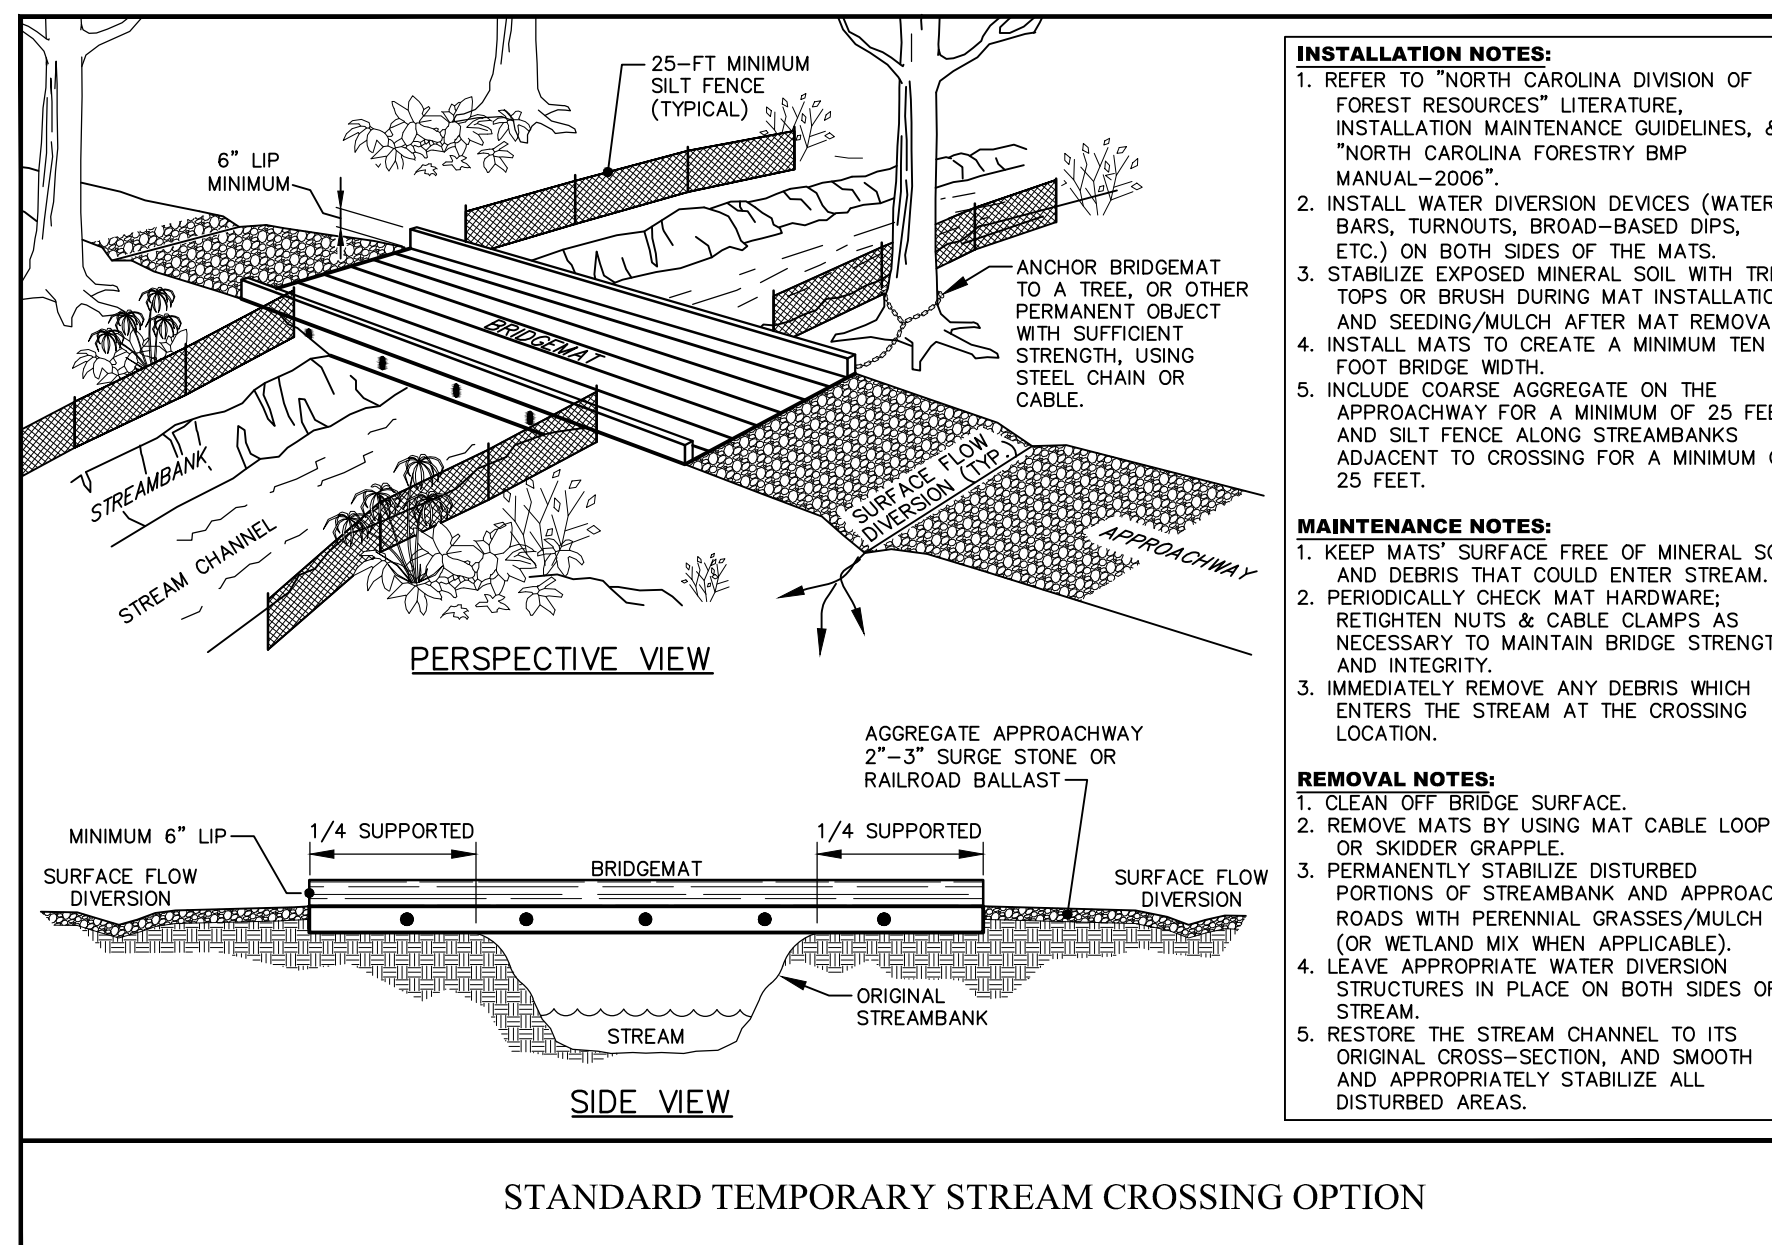 25-FT MINIMUM
SILT FENCE
(TYPICAL)
6" LIP
MINIMUM
ANCHOR BRIDGEMAT
TO A TREE, OR OTHER
PERMANENT OBJECT
WITH SUFFICIENT
STRENGTH, USING
STEEL CHAIN OR
CABLE.
BRIDGEMAT
STREAMBANK
STREAM CHANNEL
SURFACE FLOW
DIVERSION (TYP.)
APPROACHWAY
PERSPECTIVE VIEW
AGGREGATE APPROACHWAY
2"-3" SURGE STONE OR
RAILROAD BALLAST
MINIMUM 6" LIP
1/4 SUPPORTED
1/4 SUPPORTED
BRIDGEMAT
SURFACE FLOW
DIVERSION
SURFACE FLOW
DIVERSION
ORIGINAL
STREAMBANK
STREAM
SIDE VIEW
INSTALLATION NOTES:
1. REFER TO "NORTH CAROLINA DIVISION OF
FOREST RESOURCES" LITERATURE,
INSTALLATION MAINTENANCE GUIDELINES,
"NORTH CAROLINA FORESTRY BMP
MANUAL-2006".
2. INSTALL WATER DIVERSION DEVICES (WATER
BARS, TURNOUTS, BROAD-BASED DIPS,
ETC.) ON BOTH SIDES OF THE MATS.
3. STABILIZE EXPOSED MINERAL SOIL WITH
TOPS OR BRUSH DURING MAT
AND SEEDING/MULCH AFTER MAT
4. INSTALL MATS TO CREATE A MINIMUM TEN
FOOT BRIDGE WIDTH.
5. INCLUDE COARSE AGGREGATE ON THE
APPROACHWAY FOR A MINIMUM OF 25
AND SILT FENCE ALONG STREAMBANKS
ADJACENT TO CROSSING FOR A MINIMUM
25 FEET.
MAINTENANCE NOTES:
1. KEEP MATS' SURFACE FREE OF MINERAL
AND DEBRIS THAT COULD ENTER STREAM.
2. PERIODICALLY CHECK MAT HARDWARE;
RETIGHTEN NUTS & CABLE CLAMPS AS
NECESSARY TO MAINTAIN BRIDGE
AND INTEGRITY.
3. IMMEDIATELY REMOVE ANY DEBRIS WHICH
ENTERS THE STREAM AT THE CROSSING
LOCATION.
REMOVAL NOTES:
1. CLEAN OFF BRIDGE SURFACE.
2. REMOVE MATS BY USING MAT CABLE LOOP
OR SKIDDER GRAPPLE.
3. PERMANENTLY STABILIZE DISTURBED
PORTIONS OF STREAMBANK AND
ROADS WITH PERENNIAL GRASSES/MULCH
(OR WETLAND MIX WHEN APPLICABLE).
4. LEAVE APPROPRIATE WATER DIVERSION
STRUCTURES IN PLACE ON BOTH SIDES OF
STREAM.
5. RESTORE THE STREAM CHANNEL TO ITS
ORIGINAL CROSS-SECTION, AND SMOOTH
AND APPROPRIATELY STABILIZE ALL
DISTURBED AREAS.
STANDARD TEMPORARY STREAM CROSSING OPTION